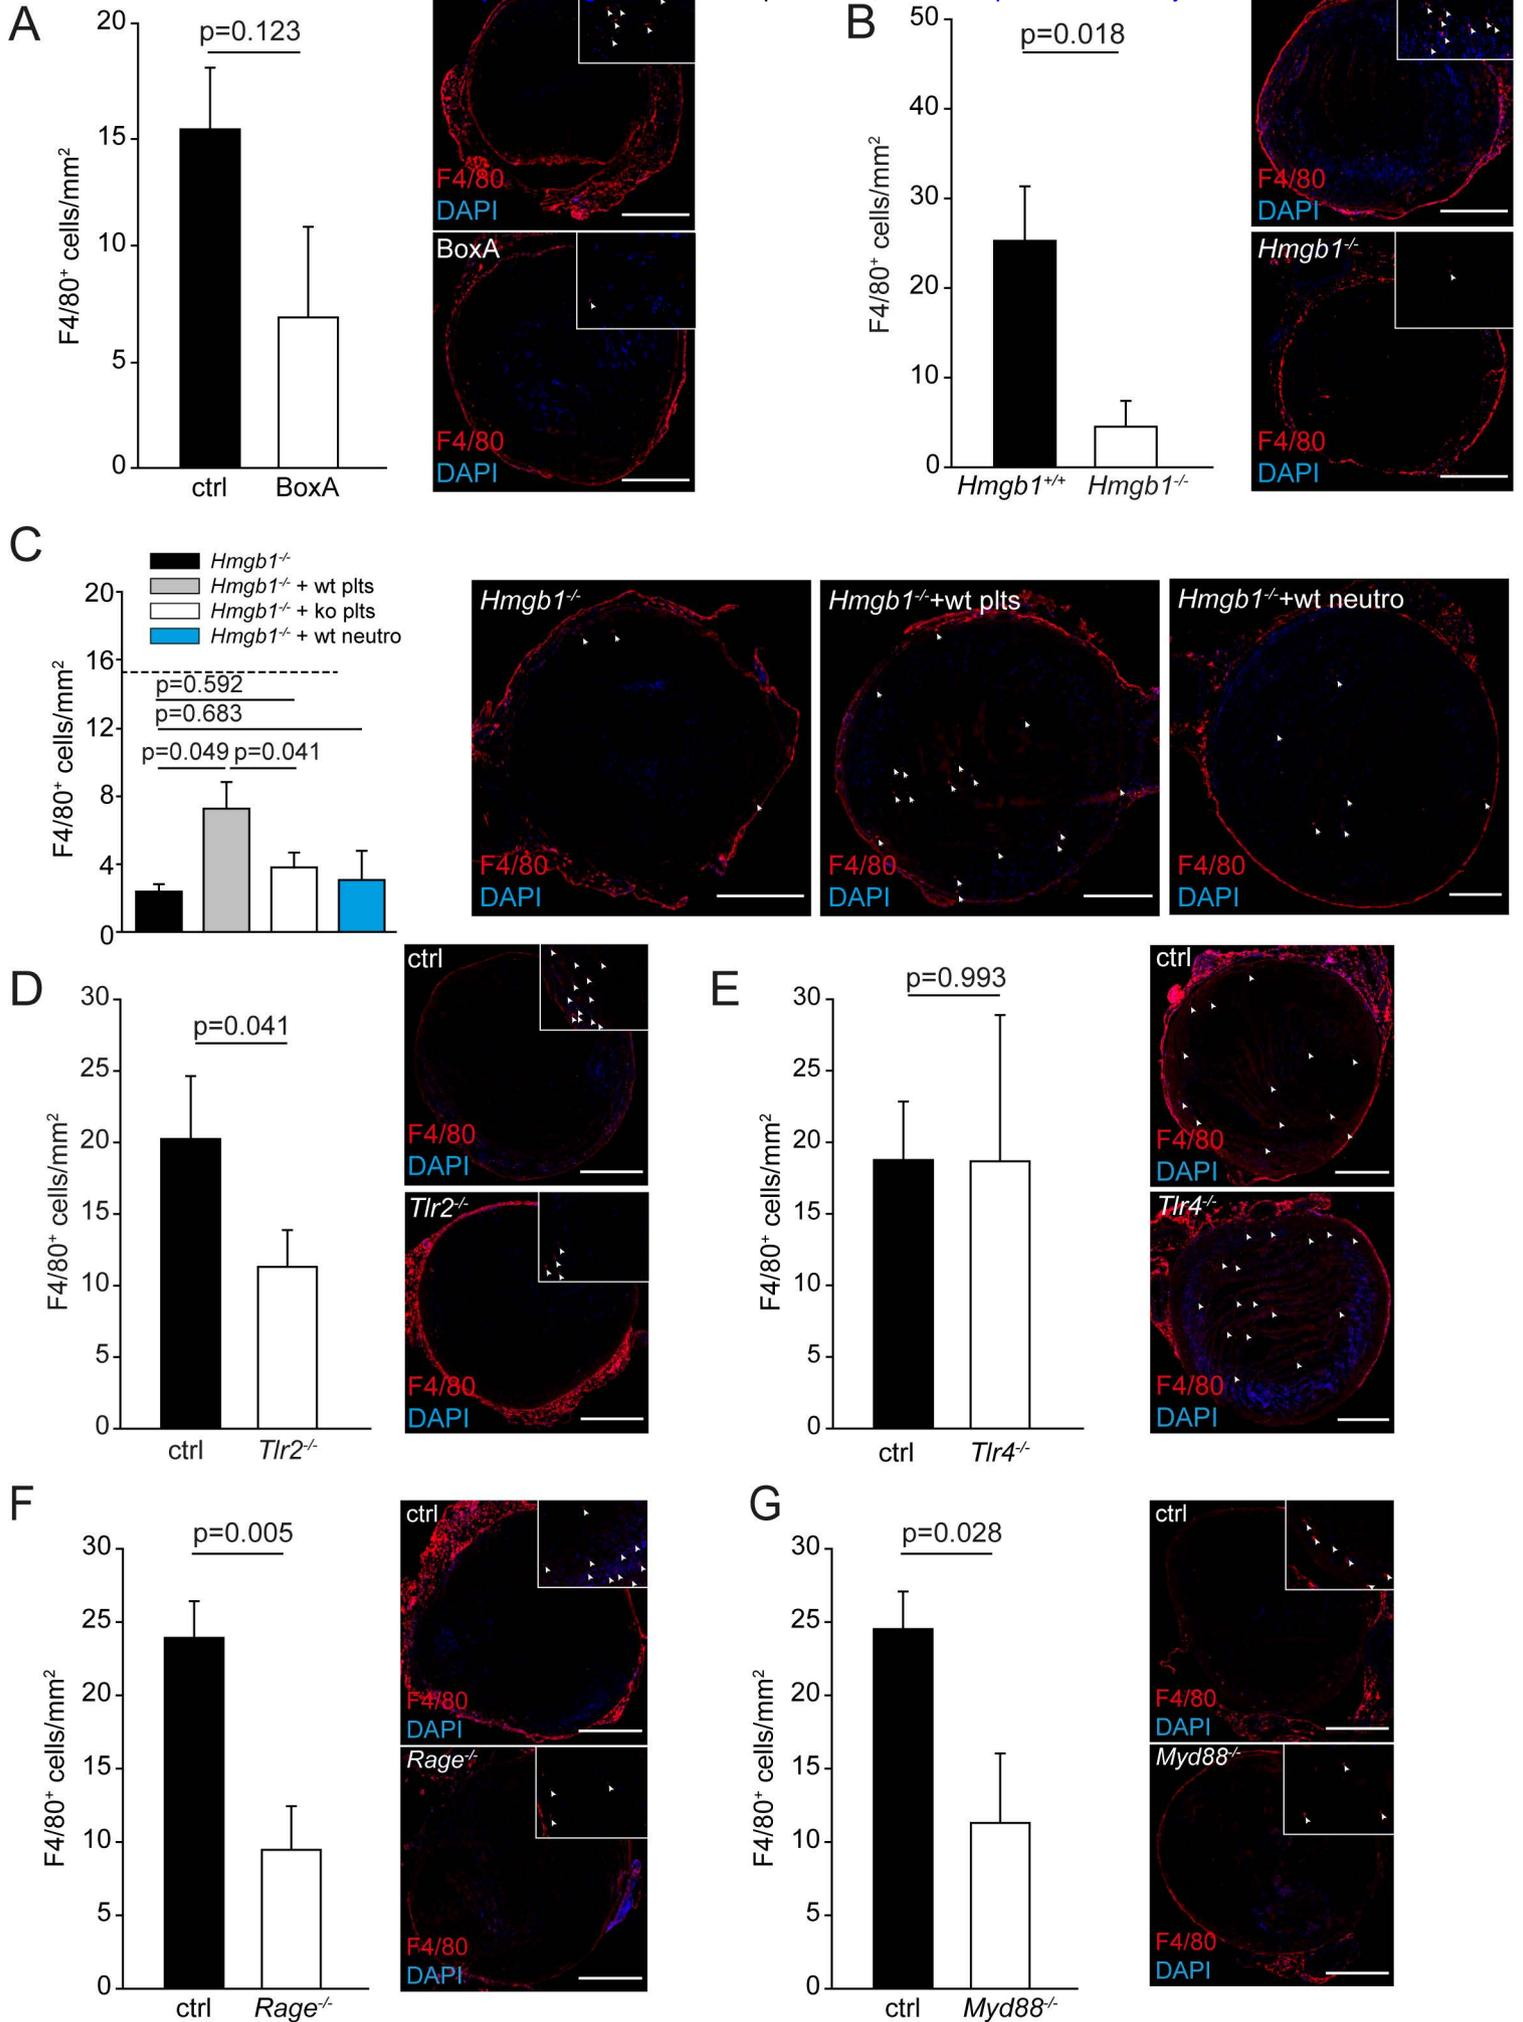 A
F4/80⁺ cells/mm²
20
15
10
5
0
p=0.123
ctrl
BoxA
F4/80
DAPI
BoxA
F4/80
DAPI
B
F4/80⁺ cells/mm²
50
40
30
20
10
0
p=0.018
Hmgb1⁺/⁺
Hmgb1⁻/⁻
F4/80
DAPI
Hmgb1⁻/⁻
F4/80
DAPI
C
Hmgb1⁻/⁻
Hmgb1⁻/⁻ + wt plts
Hmgb1⁻/⁻ + ko plts
Hmgb1⁻/⁻ + wt neutro
F4/80⁺ cells/mm²
20
16
12
8
4
0
p=0.592
p=0.683
p=0.049 p=0.041
Hmgb1⁻/⁻
F4/80
DAPI
Hmgb1⁻/⁻+wt plts
F4/80
DAPI
Hmgb1⁻/⁻+wt neutro
F4/80
DAPI
D
F4/80⁺ cells/mm²
30
25
20
15
10
5
0
p=0.041
ctrl
Tlr2⁻/⁻
ctrl
F4/80
DAPI
Tlr2⁻/⁻
F4/80
DAPI
E
F4/80⁺ cells/mm²
30
25
20
15
10
5
0
p=0.993
ctrl
Tlr4⁻/⁻
ctrl
F4/80
DAPI
Tlr4⁻/⁻
F4/80
DAPI
F
F4/80⁺ cells/mm²
30
25
20
15
10
5
0
p=0.005
ctrl
Rage⁻/⁻
ctrl
F4/80
DAPI
Rage⁻/⁻
F4/80
DAPI
G
F4/80⁺ cells/mm²
30
25
20
15
10
5
0
p=0.028
ctrl
Myd88⁻/⁻
ctrl
F4/80
DAPI
Myd88⁻/⁻
F4/80
DAPI